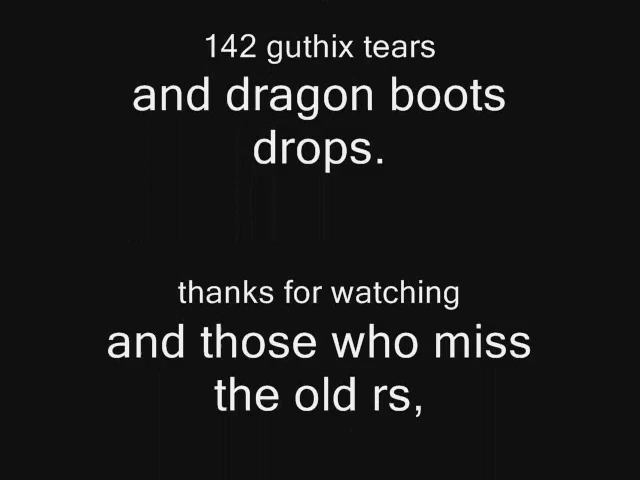 142 guthix tears
and dragon boots
drops.
thanks for watching
and those who miss
the old rs,